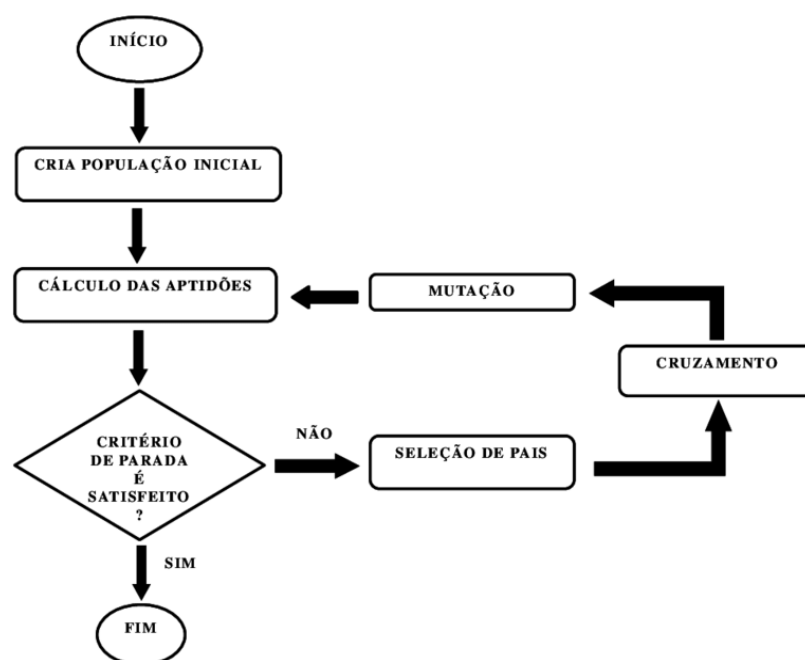 INÍCIO
CRIA POPULAÇÃO INICIAL
CÁLCULO DAS APTIDÕES
MUTAÇÃO
CRUZAMENTO
CRITÉRIO
DE PARADA
É
SATISFEITO
?
NÃO
SELEÇÃO DE PAIS
SIM
FIM